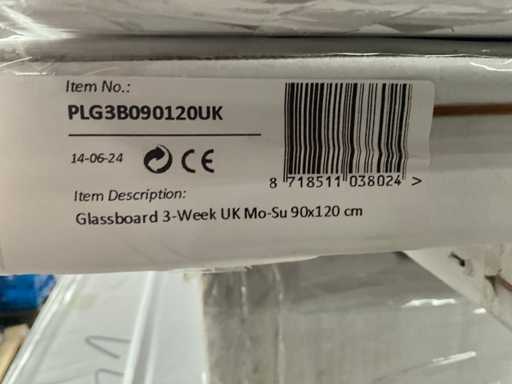 Item No.:
PLG3B090120UK
14-06-24 CE
Item Description:
Glassboard 3-Week UK Mo-Su 90x120 cm
8 718511 038024 >